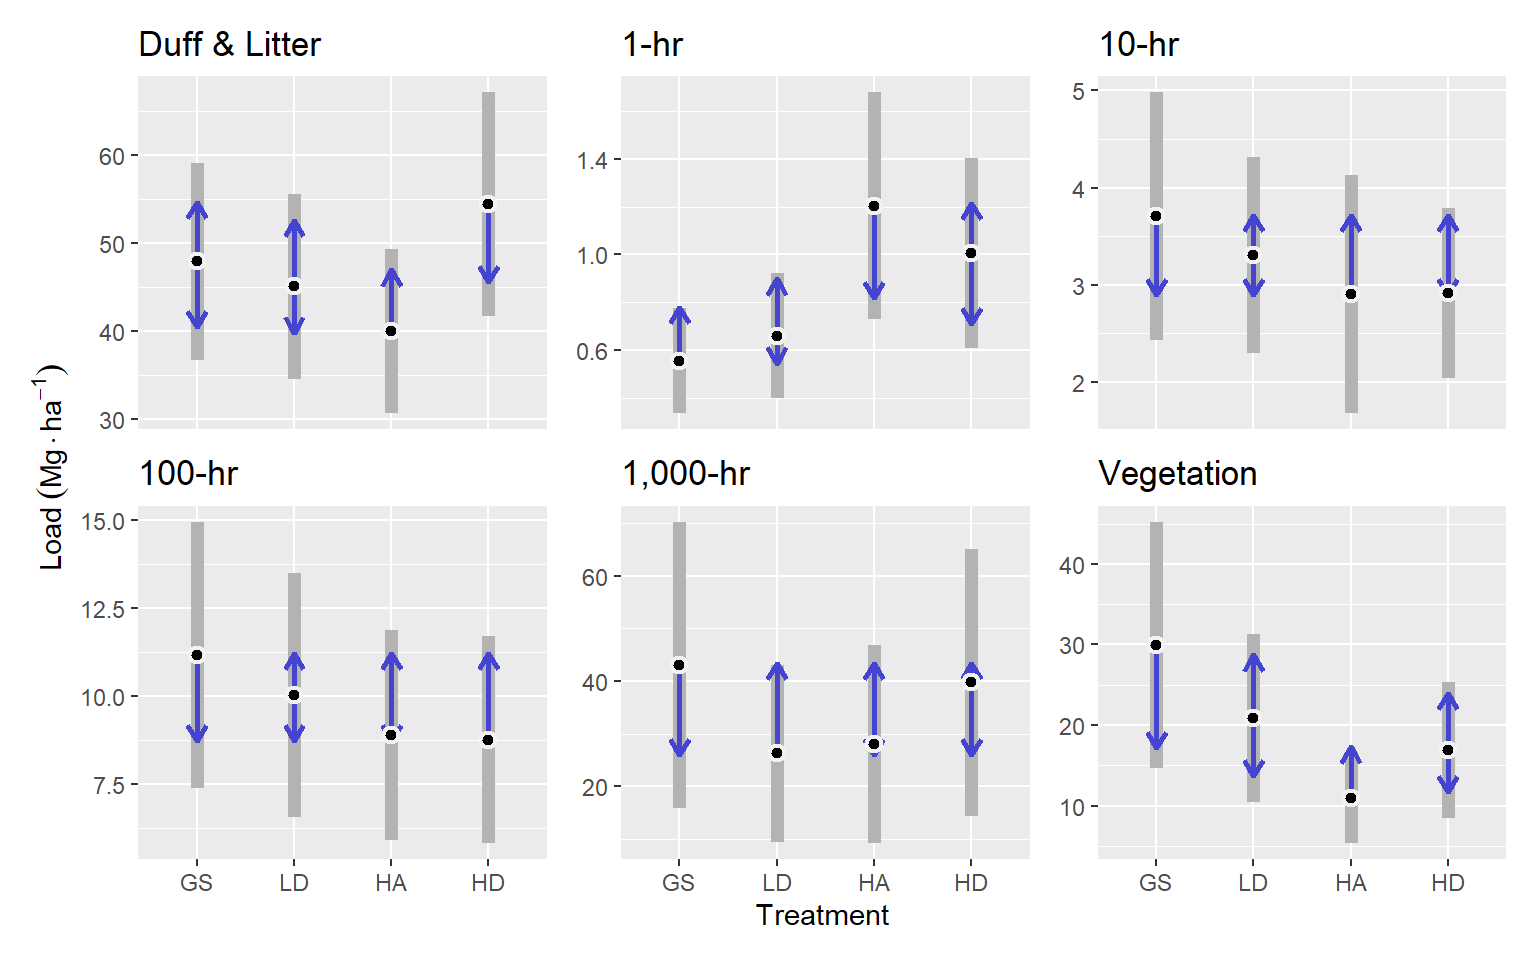 Duff & Litter
1-hr
10-hr
60
50
40
30
1.4
1.0
0.6
5
4
3
2
Load (Mg · ha⁻¹)
100-hr
1,000-hr
Vegetation
15.0
12.5
10.0
7.5
60
40
20
40
30
20
10
GS LD HA HD
GS LD HA HD
GS LD HA HD
Treatment